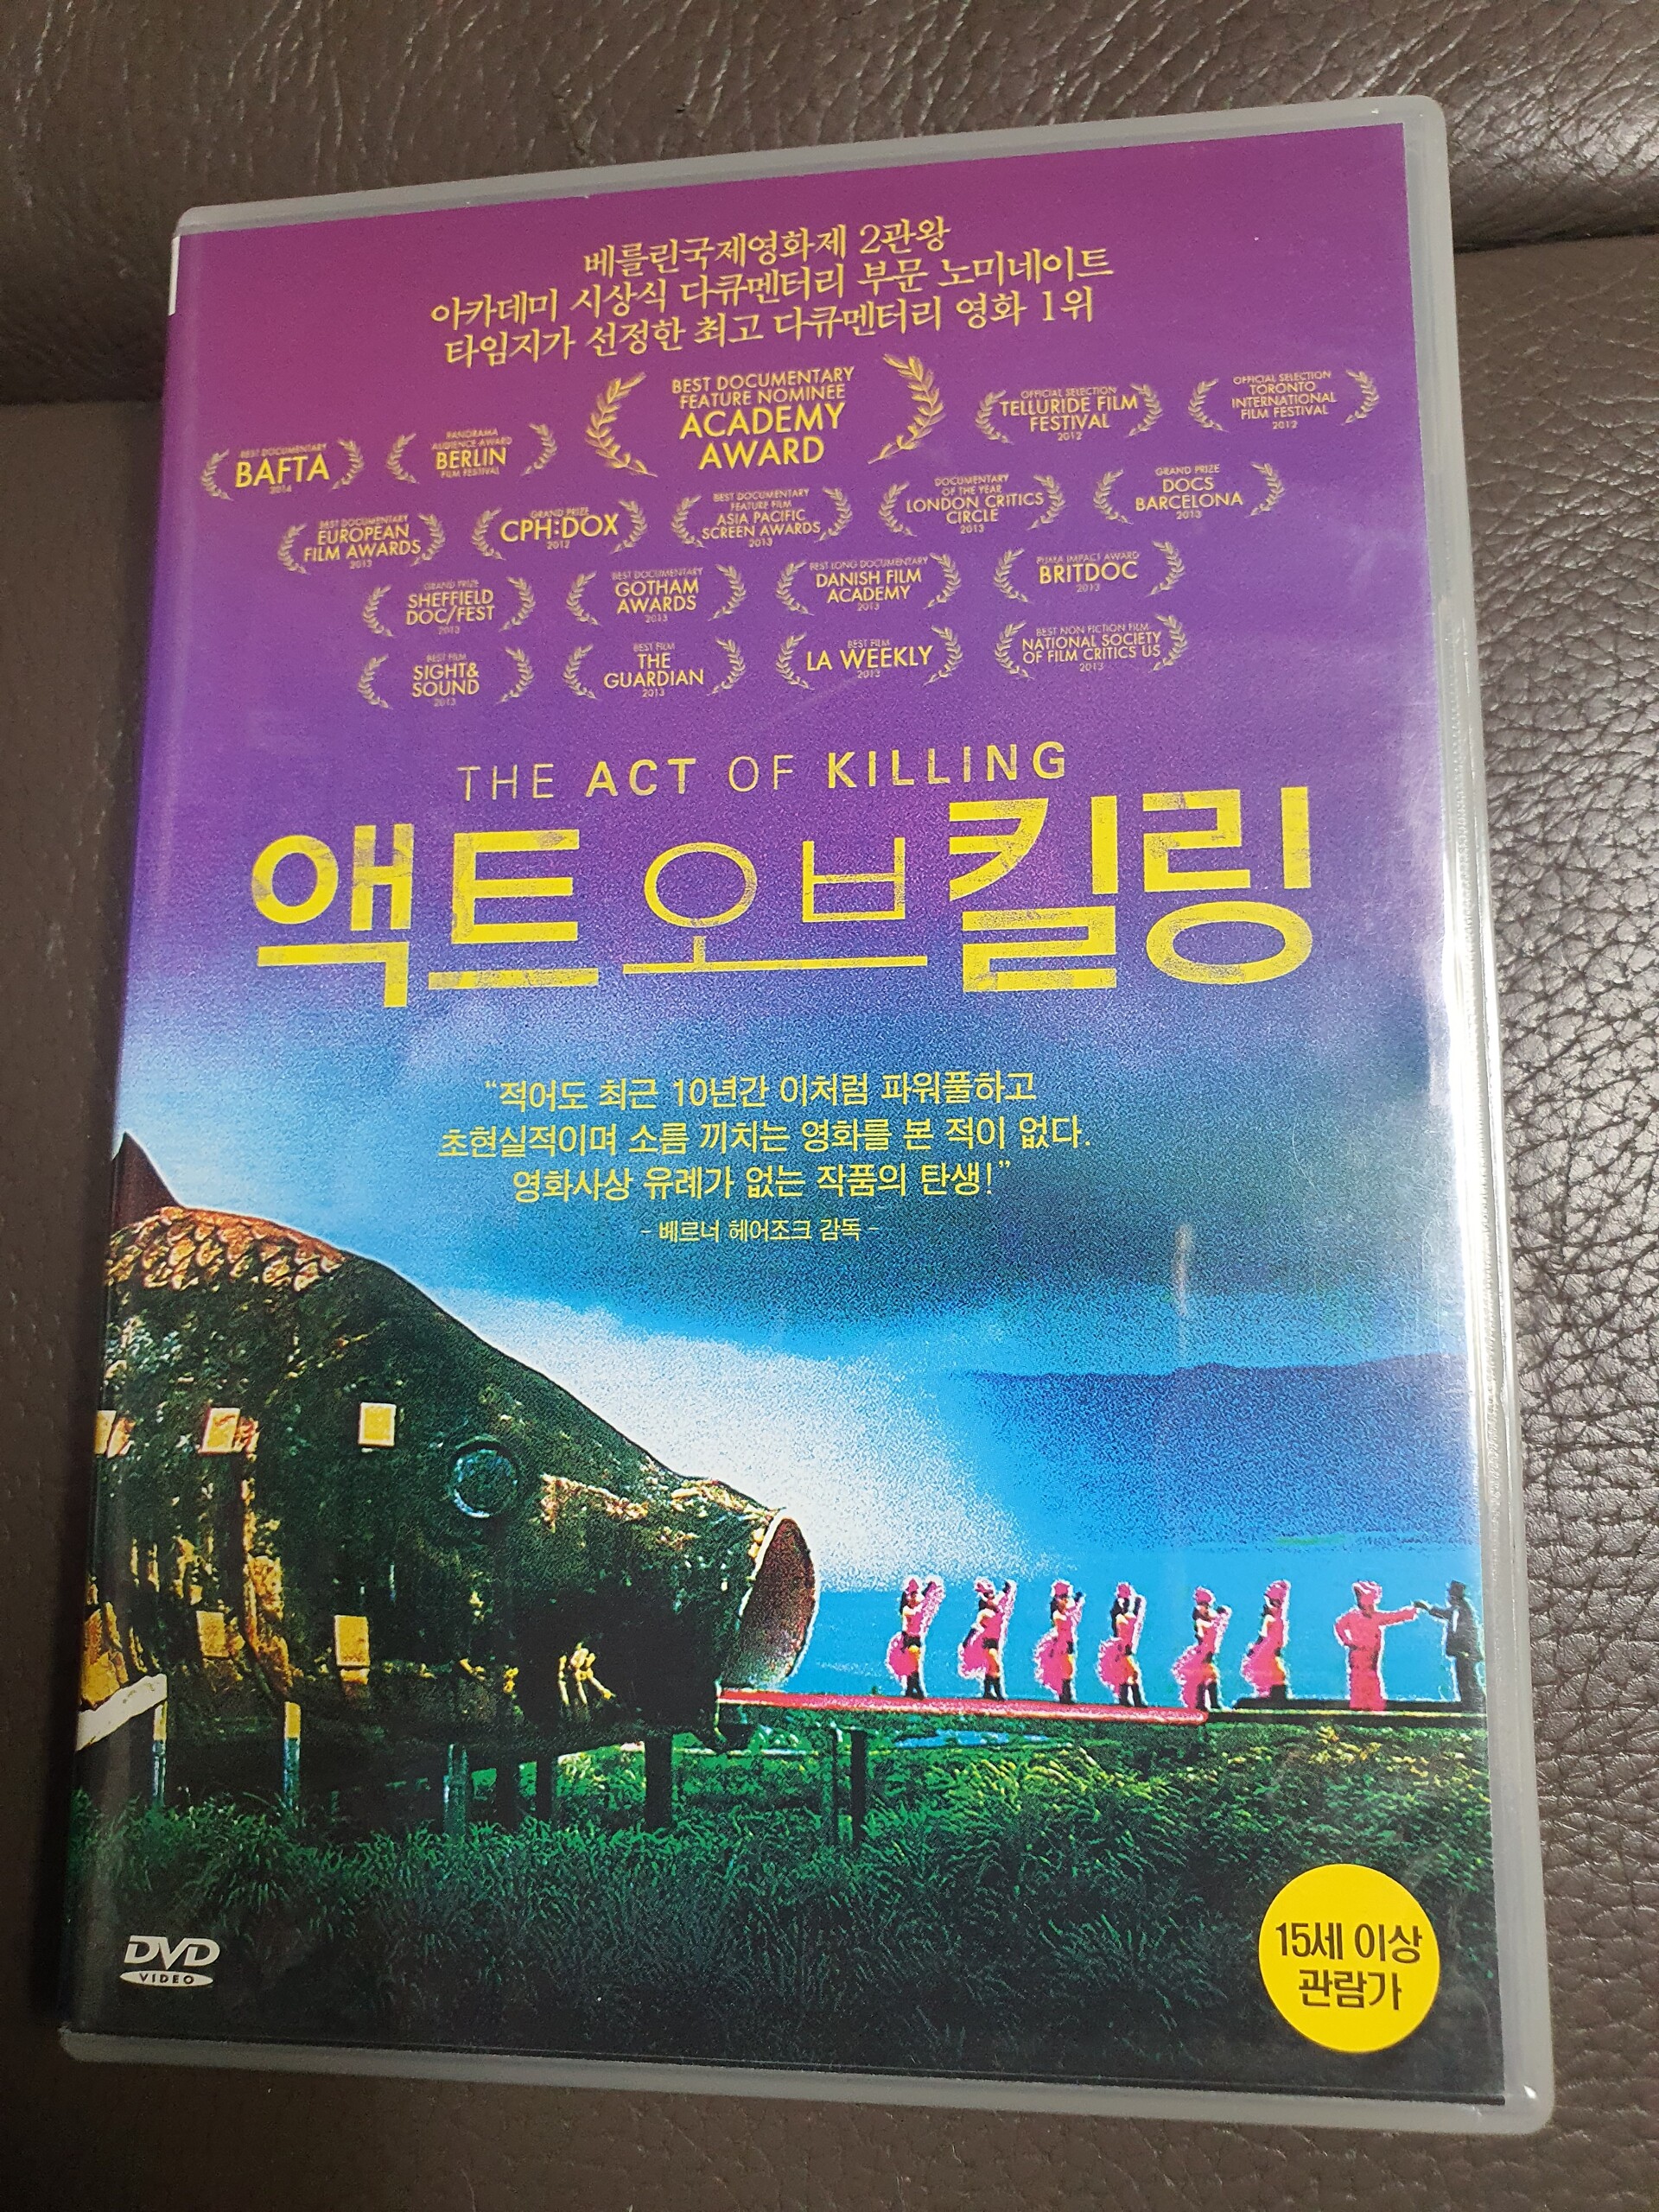 베를린국제영화제 2관왕
아카데미 시상식 다큐멘터리 부문 노미네이트
타임지가 선정한 최고 다큐멘터리 영화 1위
BEST DOCUMENTARY
FEATURE NOMINEE
ACADEMY
AWARD
BEST DOCUMENTARY
BAFTA
2014
PANORAMA
AUDIENCE AWARD
BERLIN
FILM FESTIVAL
OFFICIAL SELECTION
TELLURIDE FILM
FESTIVAL
2012
OFFICIAL SELECTION
TORONTO
INTERNATIONAL
FILM FESTIVAL
2012
BEST DOCUMENTARY
EUROPEAN
FILM AWARDS
2013
GRAND PRIZE
CPH:DOX
2012
BEST DOCUMENTARY
FEATURE FILM
ASIA PACIFIC
SCREEN AWARDS
2013
DOCUMENTARY
OF THE YEAR
LONDON CRITICS
CIRCLE
2013
GRAND PRIZE
DOCS
BARCELONA
2013
GRAND PRIZE
SHEFFIELD
DOC/FEST
2013
BEST DOCUMENTARY
GOTHAM
AWARDS
2013
BEST LONG DOCUMENTARY
DANISH FILM
ACADEMY
2013
PUMA IMPACT AWARD
BRITDOC
2013
BEST FILM
SIGHT&
SOUND
2013
BEST FILM
THE
GUARDIAN
2013
BEST FILM
LA WEEKLY
2013
BEST NON FICTION FILM
NATIONAL SOCIETY
OF FILM CRITICS US
2013
THE ACT OF KILLING
액트 오브 킬링
“적어도 최근 10년간 이처럼 파워풀하고
초현실적이며 소름 끼치는 영화를 본 적이 없다.
영화사상 유례가 없는 작품의 탄생!”
- 베르너 헤어조크 감독 -
DVD
VIDEO
15세 이상
관람가